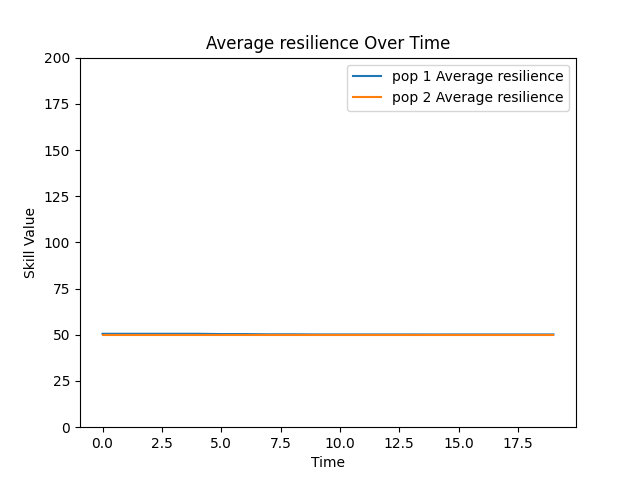 Average resilience Over Time
pop 1 Average resilience
pop 2 Average resilience
Skill Value
200
175
150
125
100
75
50
25
0
0.0 2.5 5.0 7.5 10.0 12.5 15.0 17.5
Time